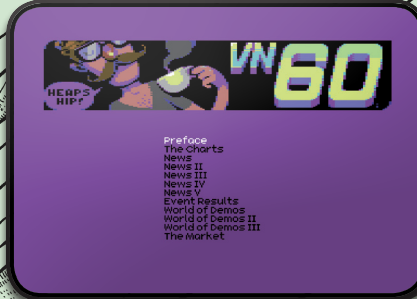 VN 60
HEAPS
HIP!
Preface
The Charts
News
News II
News III
News IV
News V
Event Results
World of Demos
World of Demos II
World of Demos III
The Market